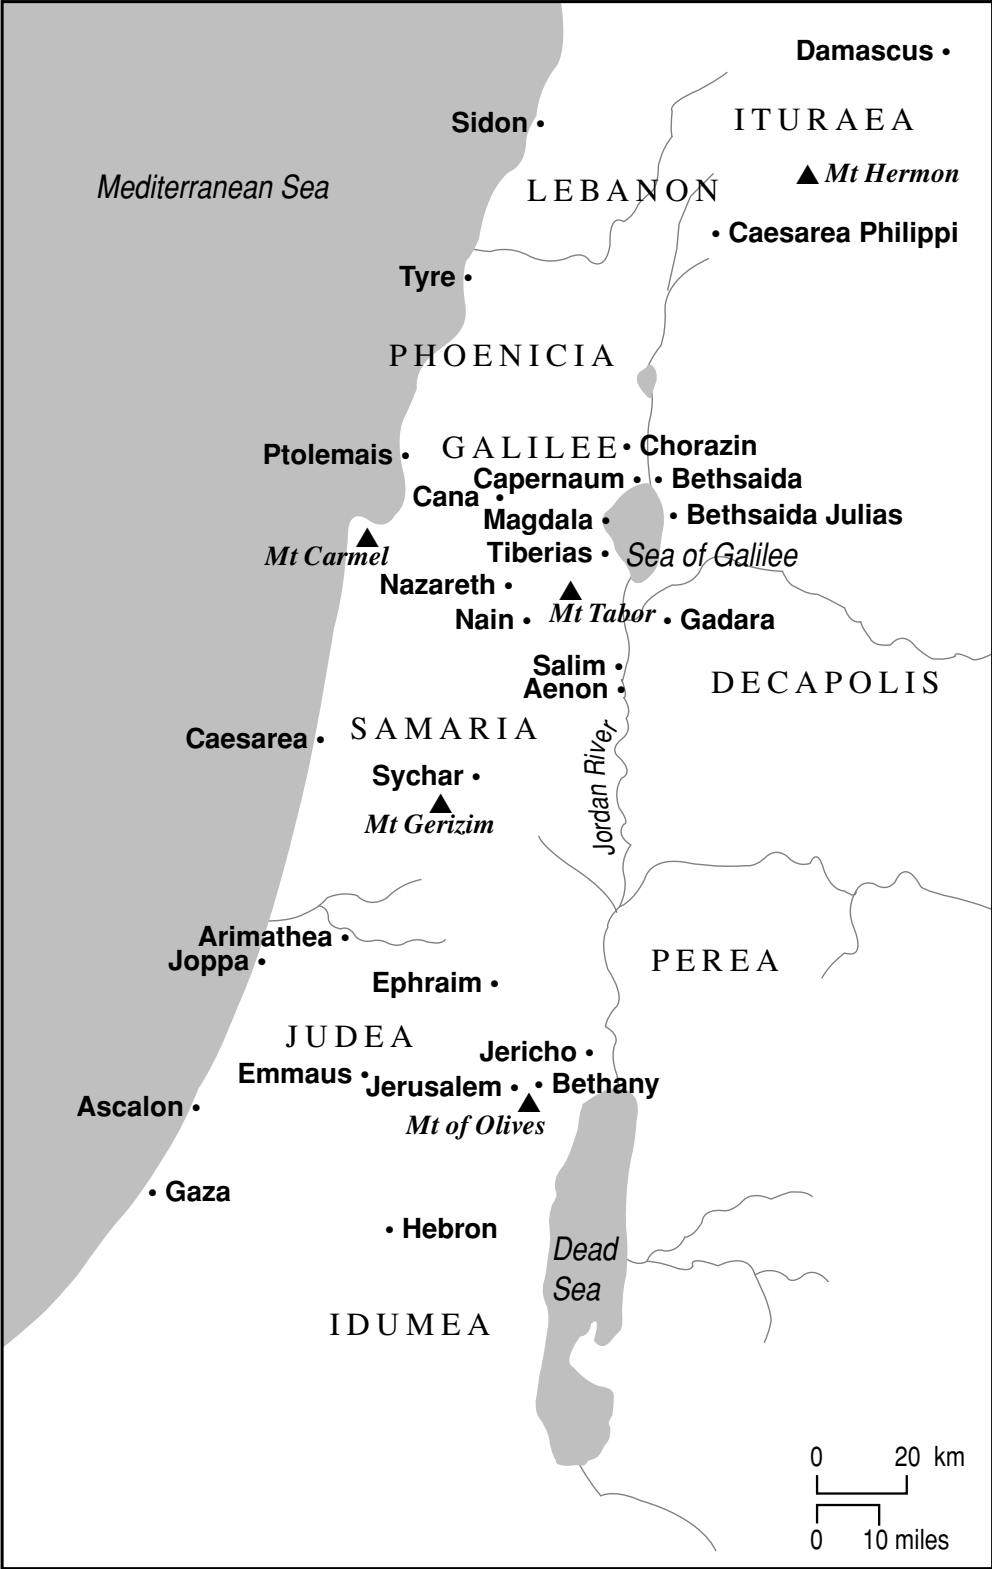 Damascus
ITURAEA
Sidon
Mt Hermon
Mediterranean Sea
LEBANON
Caesarea Philippi
Tyre
PHOENICIA
GALILEE
Chorazin
Ptolemais
Capernaum
Bethsaida
Cana
Magdala
Bethsaida Julias
Tiberias
Sea of Galilee
Mt Carmel
Nazareth
Mt Tabor
Nain
Gadara
Salim
Aenon
DECAPOLIS
SAMARIA
Caesarea
Jordan River
Sychar
Mt Gerizim
Arimathea
Joppa
PEREA
Ephraim
JUDEA
Jericho
Emmaus
Jerusalem
Bethany
Ascalon
Mt of Olives
Gaza
Hebron
Dead
Sea
IDUMEA
0 20 km
0 10 miles